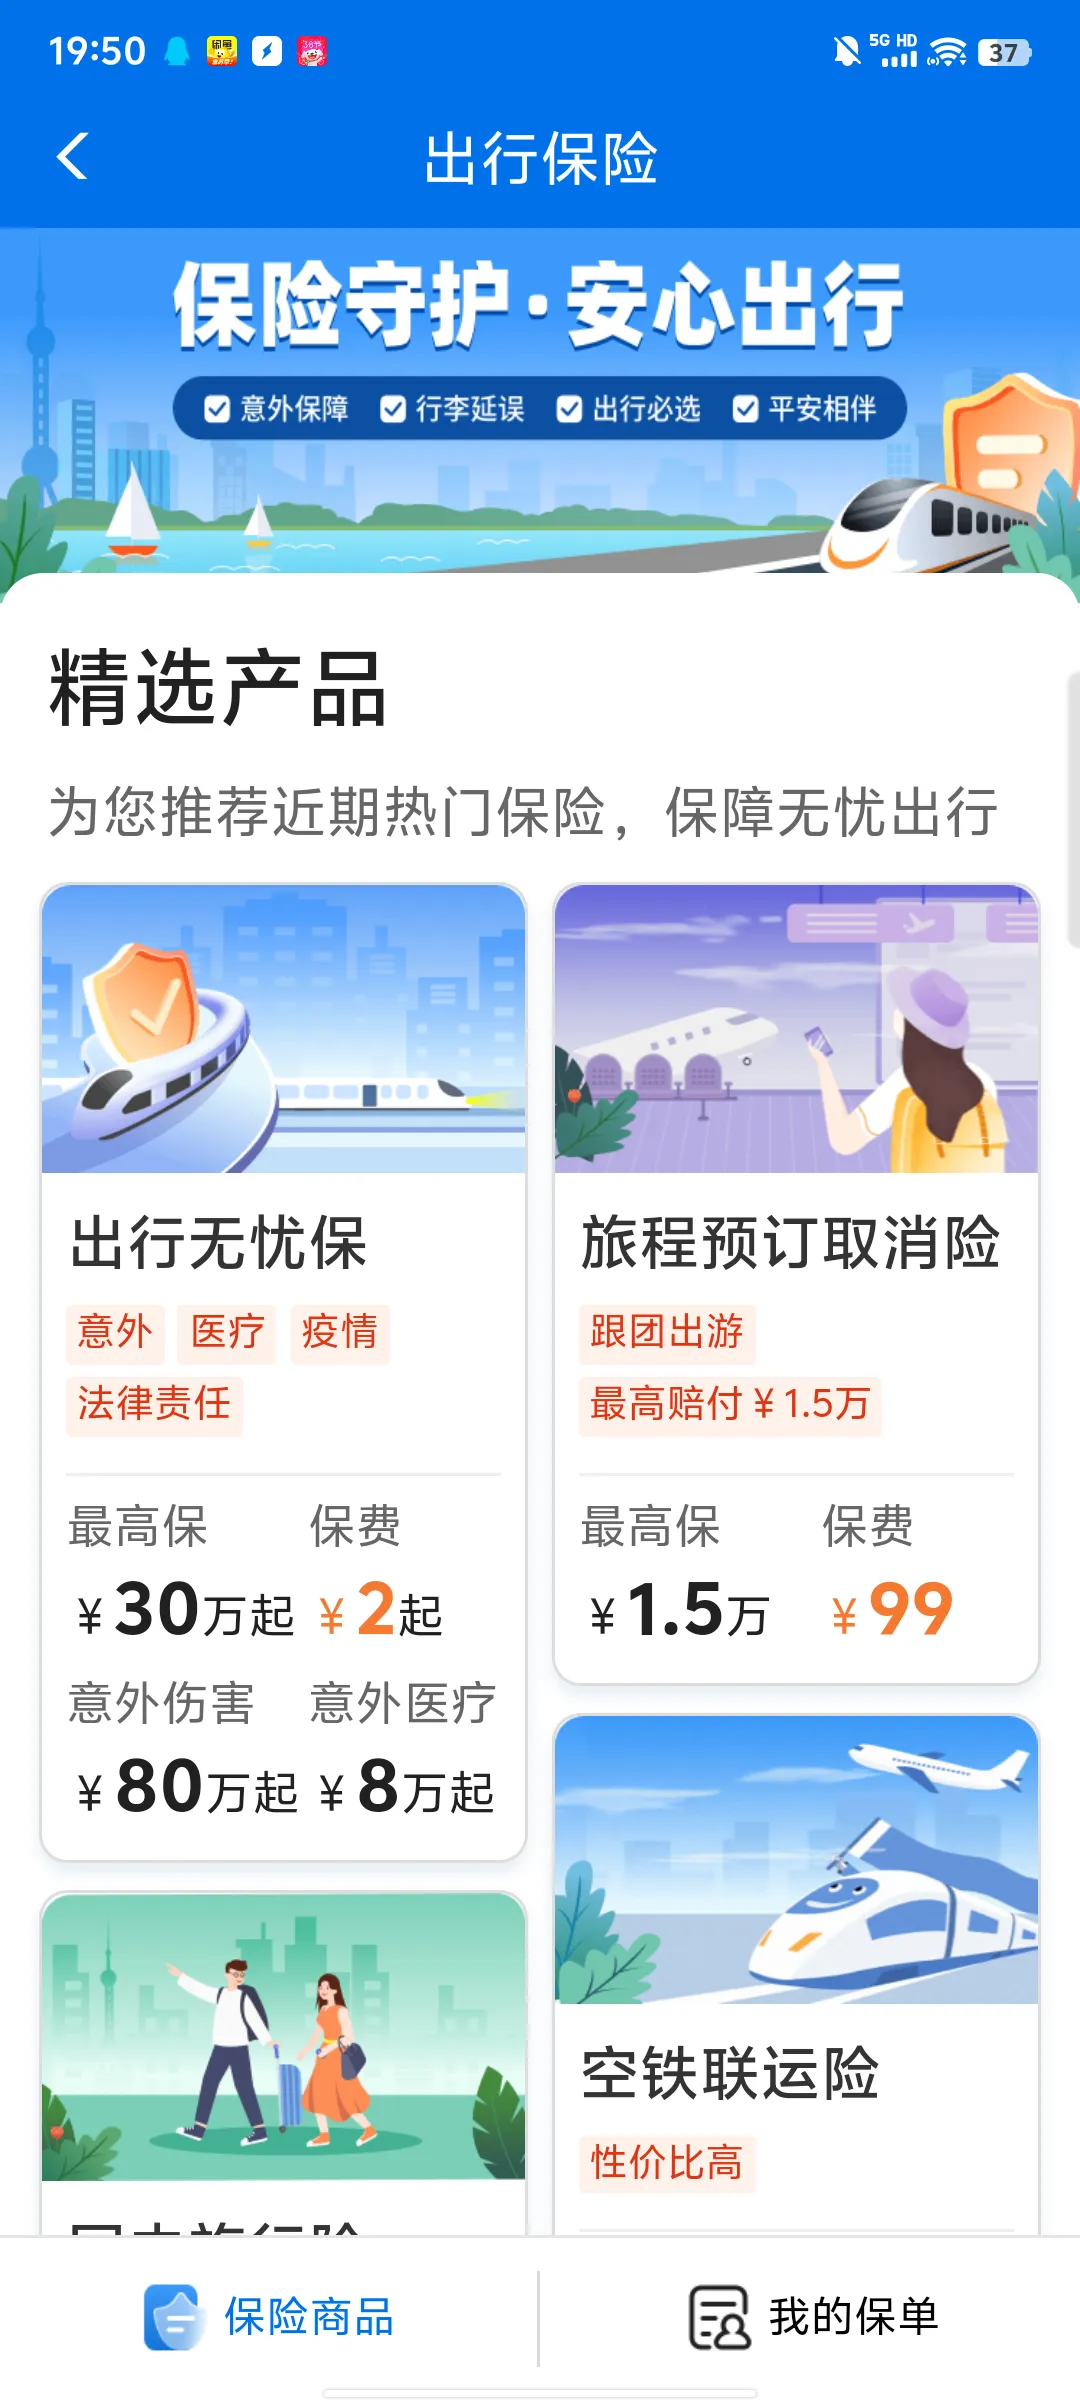 19:50
5G HD
37
出行保险
保险守护·安心出行
意外保障 行李延误 出行必选 平安相伴
精选产品
为您推荐近期热门保险，保障无忧出行
出行无忧保
意外 医疗 疫情
法律责任
最高保 保费
¥30万起 ¥2起
意外伤害 意外医疗
¥80万起 ¥8万起
旅程预订取消险
跟团出游
最高赔付¥1.5万
最高保 保费
¥1.5万 ¥99
空铁联运险
性价比高
保险商品
我的保单